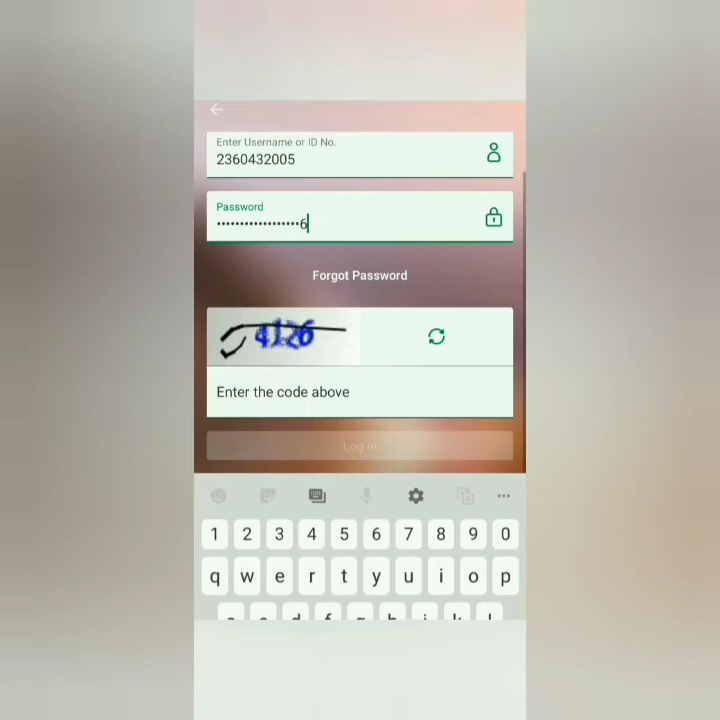 Enter Username or ID No.
2360432005
Password
••••••••••••••••••6
Forgot Password
4126
Enter the code above
Log in
1 2 3 4 5 6 7 8 9 0
q w e r t y u i o p